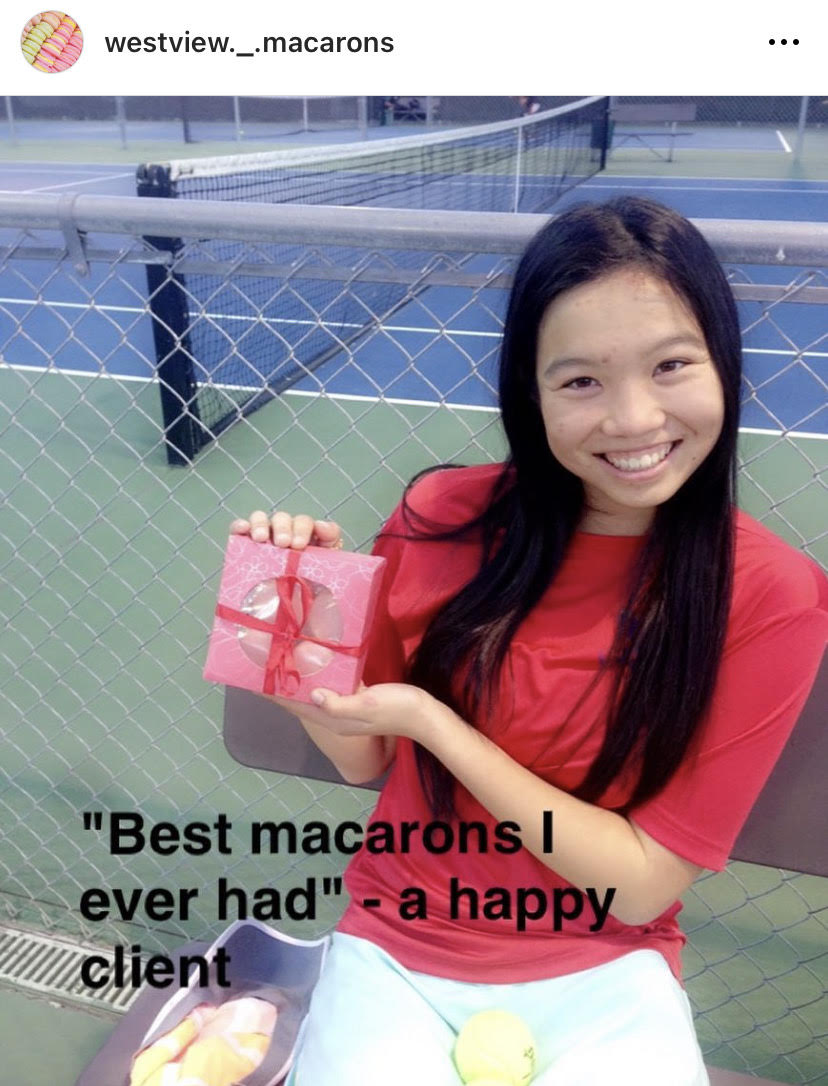 westview._.macarons
"Best macarons I
ever had" - a happy
client